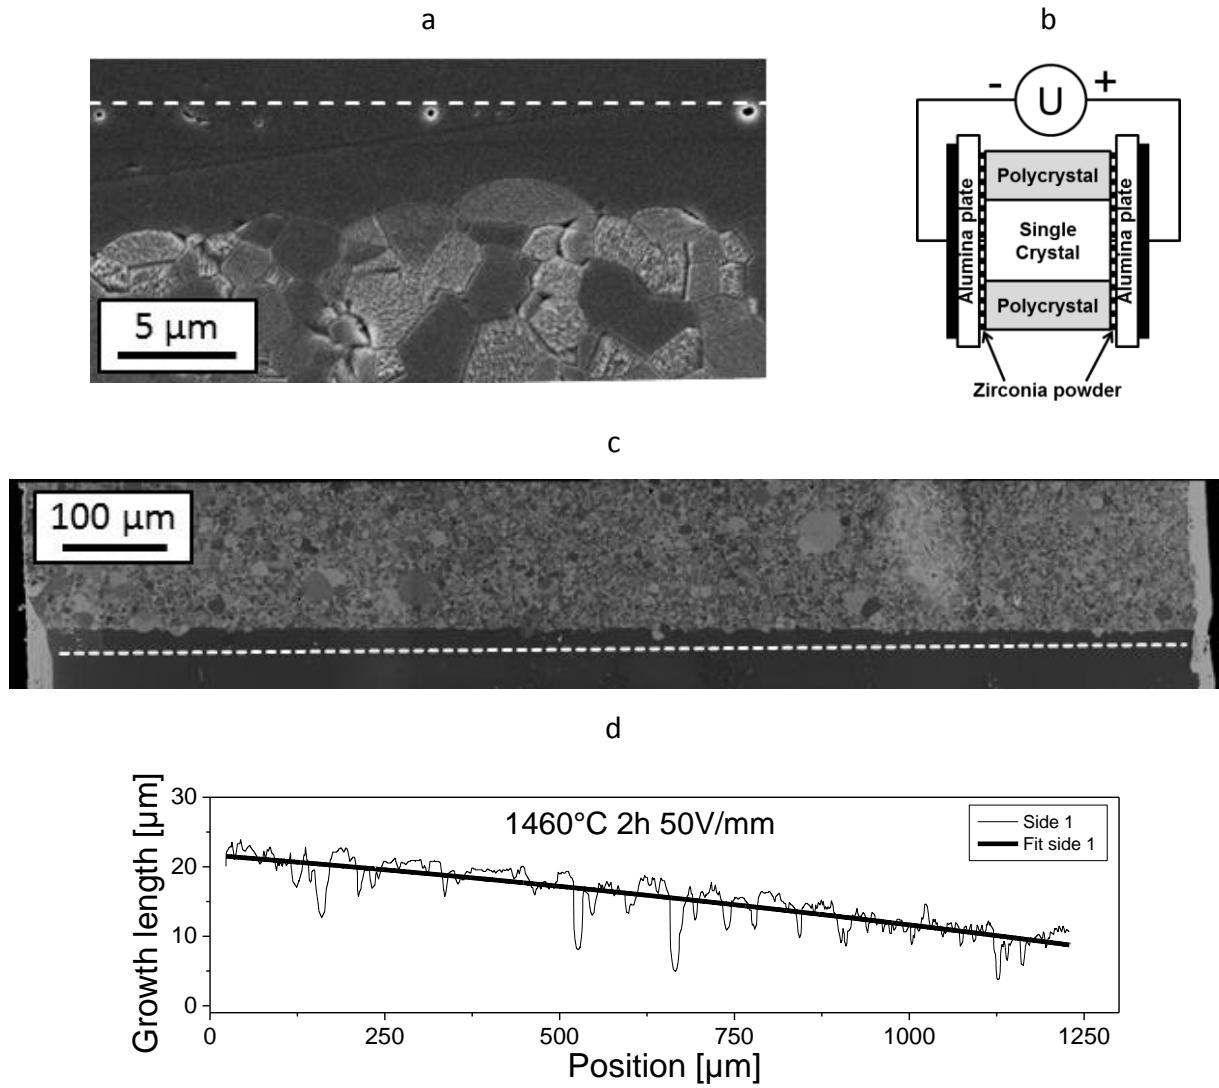 a
b
- U +
Alumina plate
Polycrystal
Single
Crystal
Polycrystal
Alumina plate
Zirconia powder
5 µm
c
100 µm
d
1460°C 2h 50V/mm
Side 1
Fit side 1
Growth length [µm]
30
20
10
0
0 250 500 750 1000 1250
Position [µm]